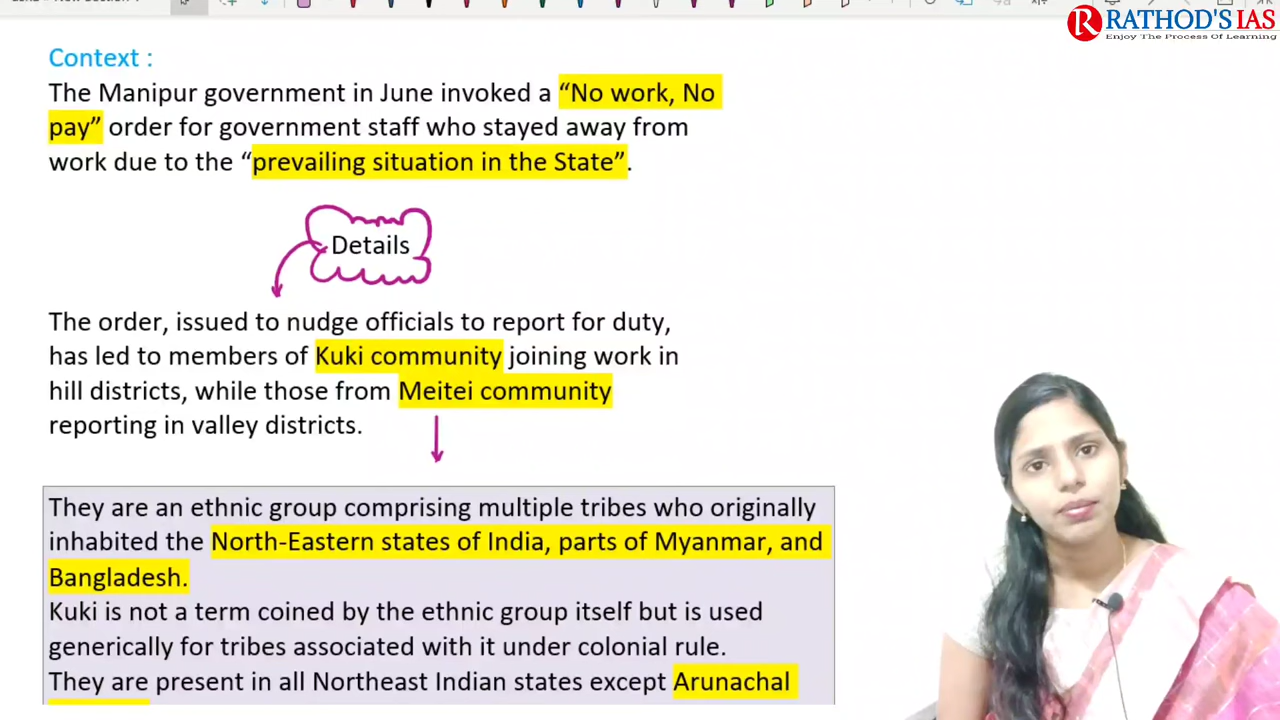 RATHOD'S IAS
Enjoy The Process Of Learning
Context :
The Manipur government in June invoked a “No work, No
pay” order for government staff who stayed away from
work due to the “prevailing situation in the State”.
Details
The order, issued to nudge officials to report for duty,
has led to members of Kuki community joining work in
hill districts, while those from Meitei community
reporting in valley districts.
They are an ethnic group comprising multiple tribes who originally
inhabited the North-Eastern states of India, parts of Myanmar, and
Bangladesh.
Kuki is not a term coined by the ethnic group itself but is used
generically for tribes associated with it under colonial rule.
They are present in all Northeast Indian states except Arunachal